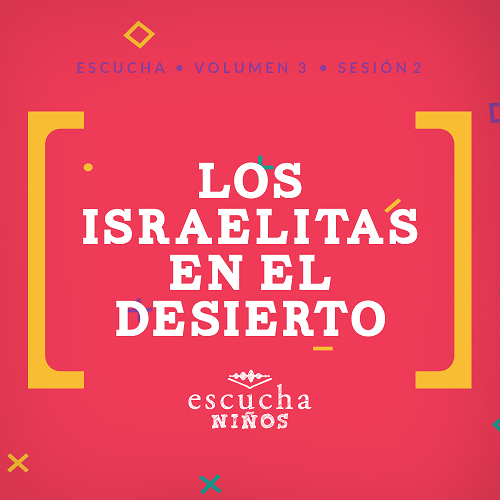 ESCUCHA • VOLUMEN 3 • SESIÓN 2
LOS
ISRAELITAS
EN EL
DESIERTO
escucha
NIÑOS